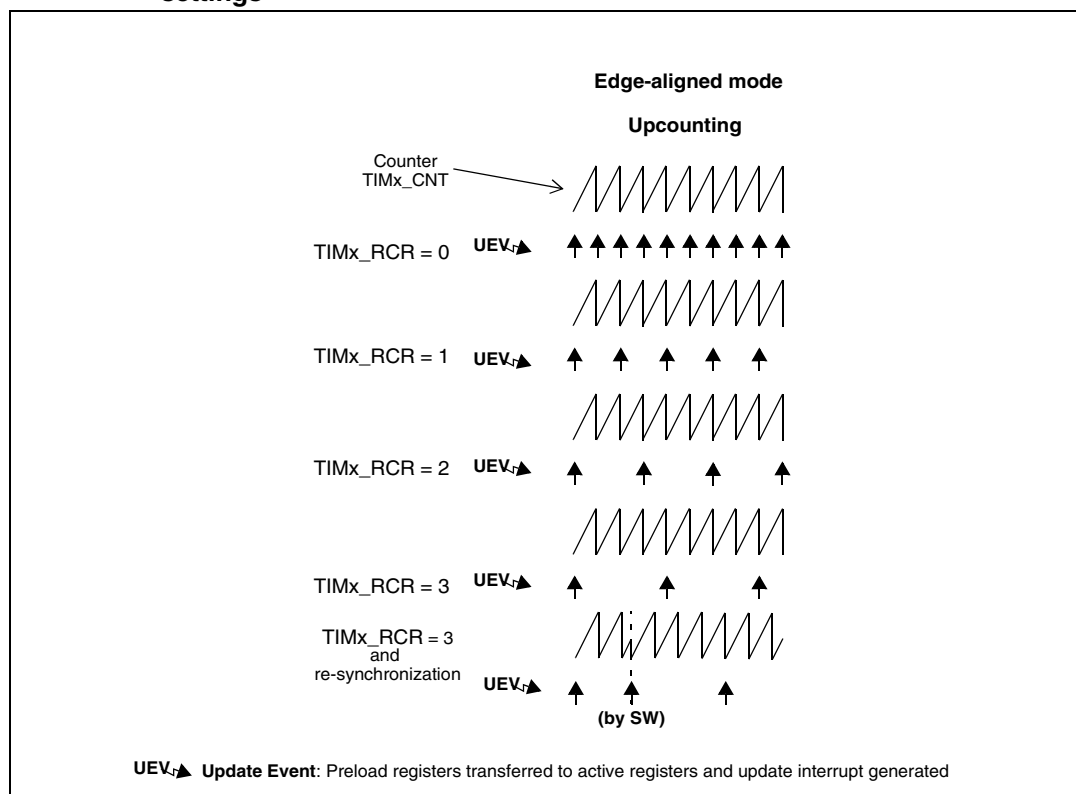 settings
Edge-aligned mode
Upcounting
Counter
TIMx_CNT
TIMx_RCR = 0 UEV
TIMx_RCR = 1 UEV
TIMx_RCR = 2 UEV
TIMx_RCR = 3 UEV
TIMx_RCR = 3
and
re-synchronization
UEV
(by SW)
UEV Update Event: Preload registers transferred to active registers and update interrupt generated